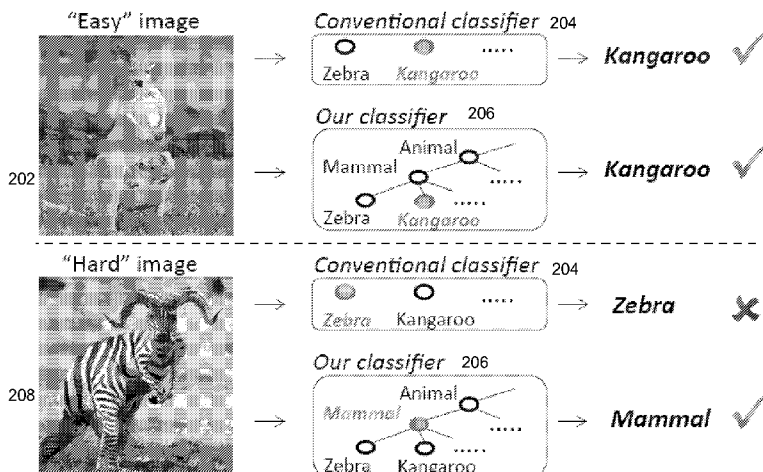 "Easy" image
Conventional classifier 204
Zebra Kangaroo .....
Kangaroo
Our classifier 206
202
Animal
Mammal
.....
Zebra Kangaroo
Kangaroo
"Hard" image
Conventional classifier 204
Zebra Kangaroo .....
Zebra
Our classifier 206
208
Animal
Mammal
.....
Zebra Kangaroo
Mammal